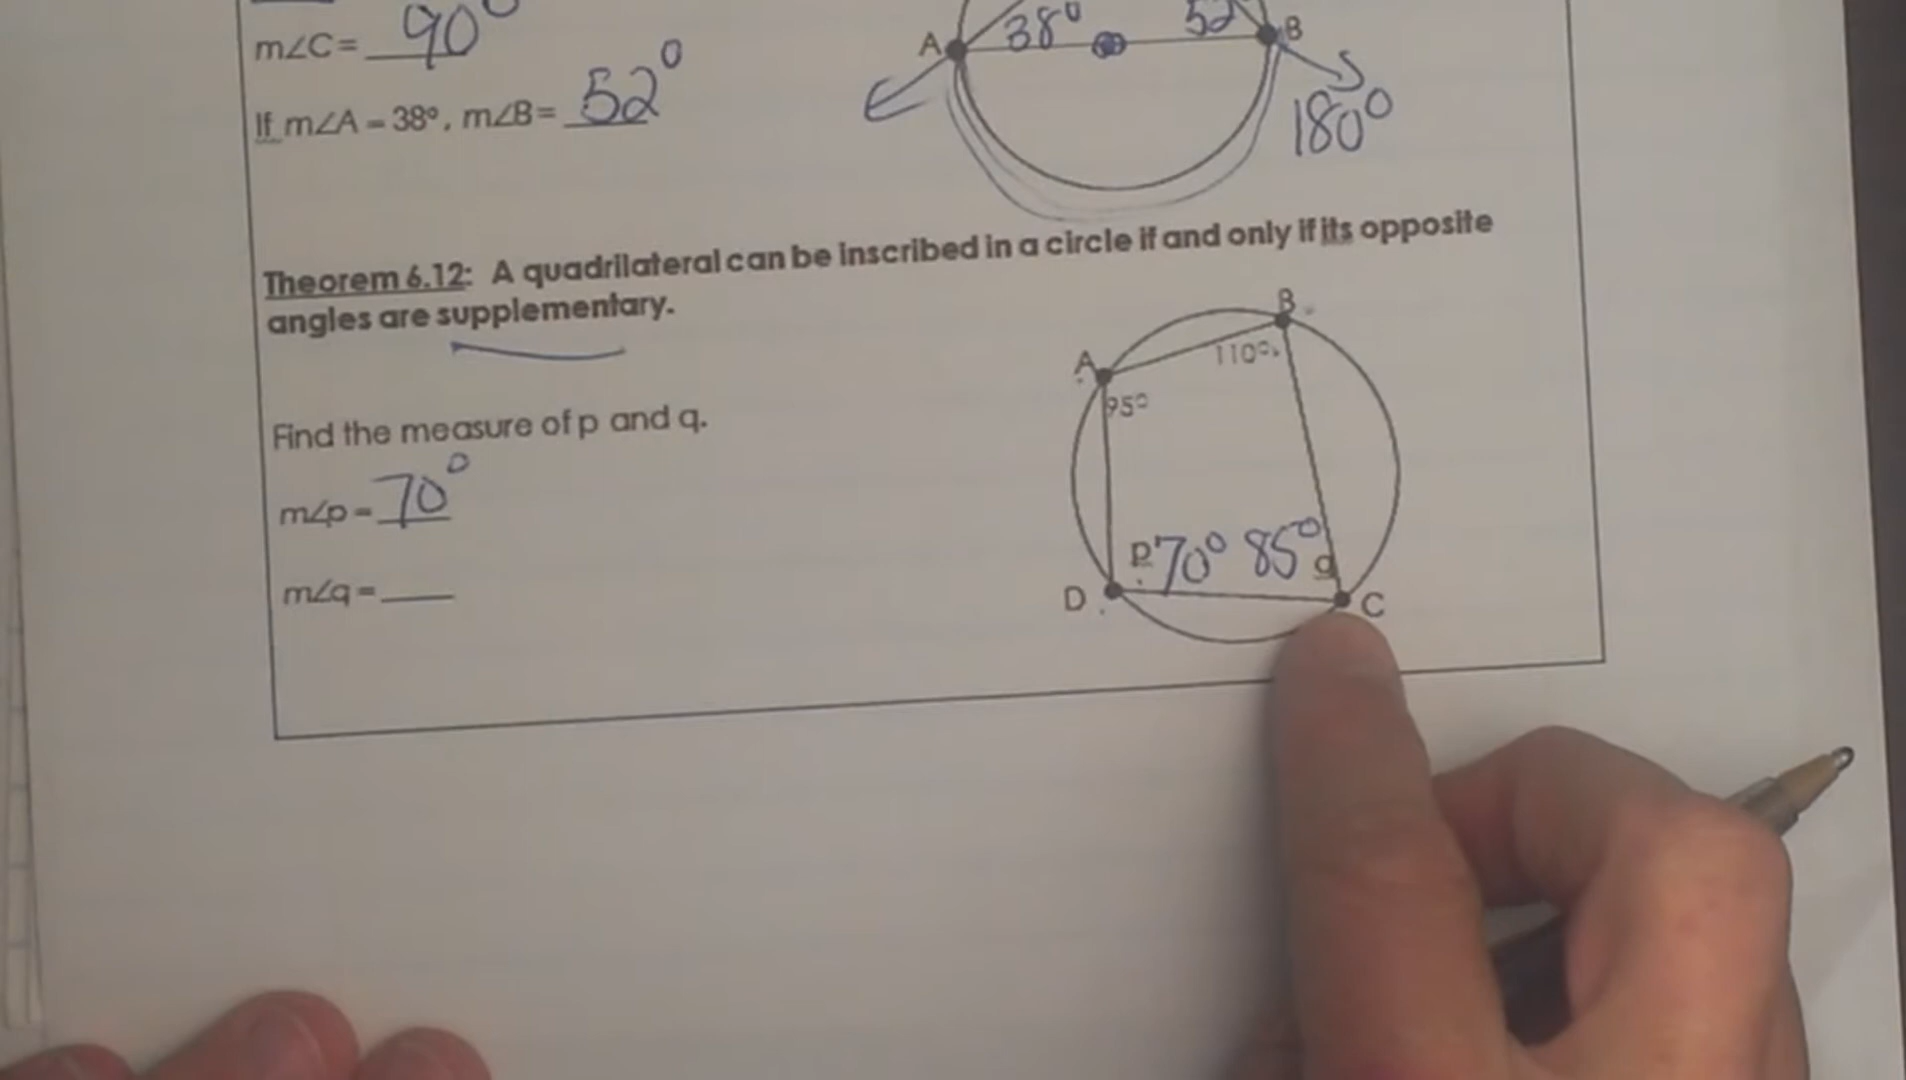 m∠C= 90°
If m∠A = 38°, m∠B= 52°
A 38° 52 B
180°
Theorem 6.12: A quadrilateral can be inscribed in a circle if and only if its opposite
angles are supplementary.
B
A 110°
95°
Find the measure of p and q.
m∠p = 70°
m∠q =
p 70° 85° q
D C